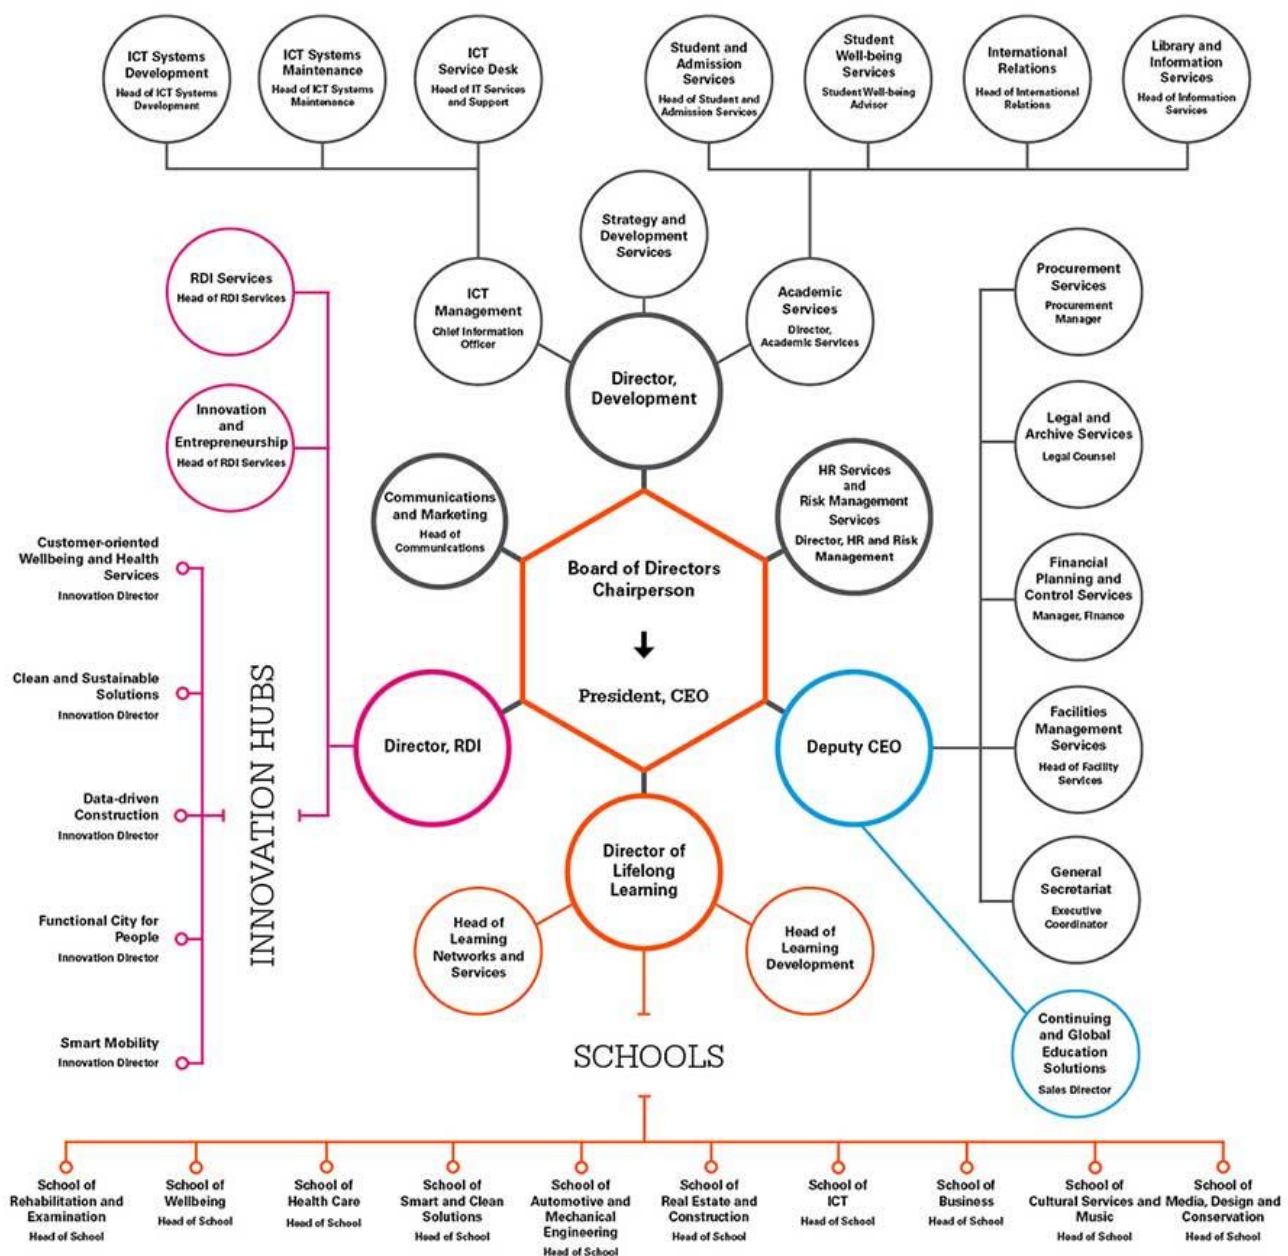 ICT Systems
Development
Head of ICT Systems
Development
ICT Systems
Maintenance
Head of ICT Systems
Maintenance
ICT
Service Desk
Head of IT Services
and Support
Student and
Admission
Services
Head of Student and
Admission Services
Student
Well-being
Services
Student Well-being
Advisor
International
Relations
Head of International
Relations
Library and
Information
Services
Head of Information
Services
Strategy and
Development
Services
ICT
Management
Chief Information
Officer
Academic
Services
Director,
Academic Services
Director,
Development
RDI Services
Head of RDI Services
Innovation
and
Entrepreneurship
Head of RDI Services
Procurement
Services
Procurement
Manager
Legal and
Archive Services
Legal Counsel
Financial
Planning and
Control Services
Manager, Finance
Facilities
Management
Services
Head of Facility
Services
General
Secretariat
Executive
Coordinator
Communications
and Marketing
Head of
Communications
HR Services
and
Risk Management
Services
Director, HR and Risk
Management
Board of Directors
Chairperson
President, CEO
Director, RDI
Deputy CEO
Director of
Lifelong
Learning
Head of
Learning
Networks and
Services
Head of
Learning
Development
Continuing
and Global
Education
Solutions
Sales Director
Customer-oriented
Wellbeing and Health
Services
Innovation Director
Clean and Sustainable
Solutions
Innovation Director
Data-driven
Construction
Innovation Director
Functional City for
People
Innovation Director
Smart Mobility
Innovation Director
INNOVATION HUBS
SCHOOLS
School of
Rehabilitation and
Examination
Head of School
School of
Wellbeing
Head of School
School of
Health Care
Head of School
School of
Smart and Clean
Solutions
Head of School
School of
Automotive and
Mechanical
Engineering
Head of School
School of
Real Estate and
Construction
Head of School
School of
ICT
Head of School
School of
Business
Head of School
School of
Cultural Services and
Music
Head of School
School of
Media, Design and
Conservation
Head of School